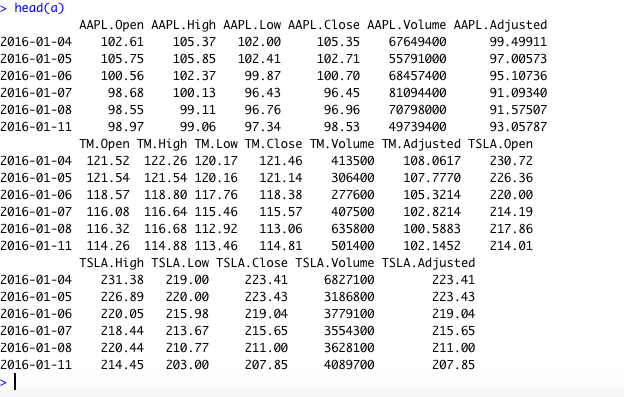 > head(a)
AAPL.Open AAPL.High AAPL.Low AAPL.Close AAPL.Volume AAPL.Adjusted
2016-01-04 102.61 105.37 102.00 105.35 67649400 99.49911
2016-01-05 105.75 105.85 102.41 102.71 55791000 97.00573
2016-01-06 100.56 102.37 99.87 100.70 68457400 95.10736
2016-01-07 98.68 100.13 96.43 96.45 81094400 91.09340
2016-01-08 98.55 99.11 96.76 96.96 70798000 91.57507
2016-01-11 98.97 99.06 97.34 98.53 49739400 93.05787
TM.Open TM.High TM.Low TM.Close TM.Volume TM.Adjusted TSLA.Open
2016-01-04 121.52 122.26 120.17 121.46 413500 108.0617 230.72
2016-01-05 121.54 121.54 120.16 121.14 306400 107.7770 226.36
2016-01-06 118.57 118.80 117.76 118.38 277600 105.3214 220.00
2016-01-07 116.08 116.64 115.46 115.57 407500 102.8214 214.19
2016-01-08 116.32 116.68 112.92 113.06 635800 100.5883 217.86
2016-01-11 114.26 114.88 113.46 114.81 501400 102.1452 214.01
TSLA.High TSLA.Low TSLA.Close TSLA.Volume TSLA.Adjusted
2016-01-04 231.38 219.00 223.41 6827100 223.41
2016-01-05 226.89 220.00 223.43 3186800 223.43
2016-01-06 220.05 215.98 219.04 3779100 219.04
2016-01-07 218.44 213.67 215.65 3554300 215.65
2016-01-08 220.44 210.77 211.00 3628100 211.00
2016-01-11 214.45 203.00 207.85 4089700 207.85
>